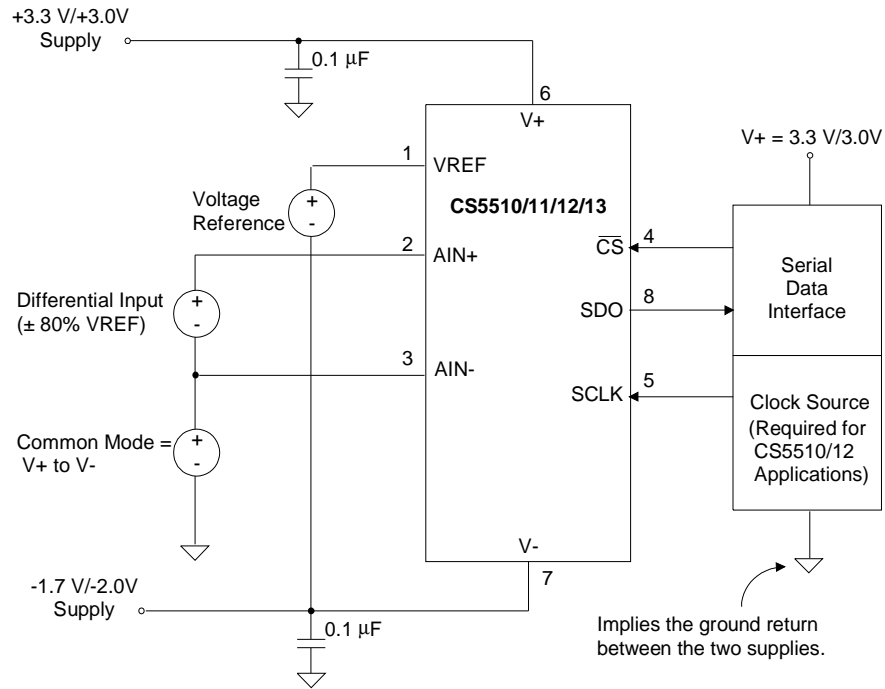 +3.3 V/+3.0V
Supply
0.1 μF
6
V+
1
VREF
Voltage
Reference
+
-
CS5510/11/12/13
V+ = 3.3 V/3.0V
2
AIN+
CS
4
Serial
Data
Interface
Differential Input
(± 80% VREF)
+
-
SDO
8
3
AIN-
SCLK
5
Clock Source
(Required for
CS5510/12
Applications)
Common Mode =
V+ to V-
+
-
V-
7
-1.7 V/-2.0V
Supply
0.1 μF
Implies the ground return
between the two supplies.